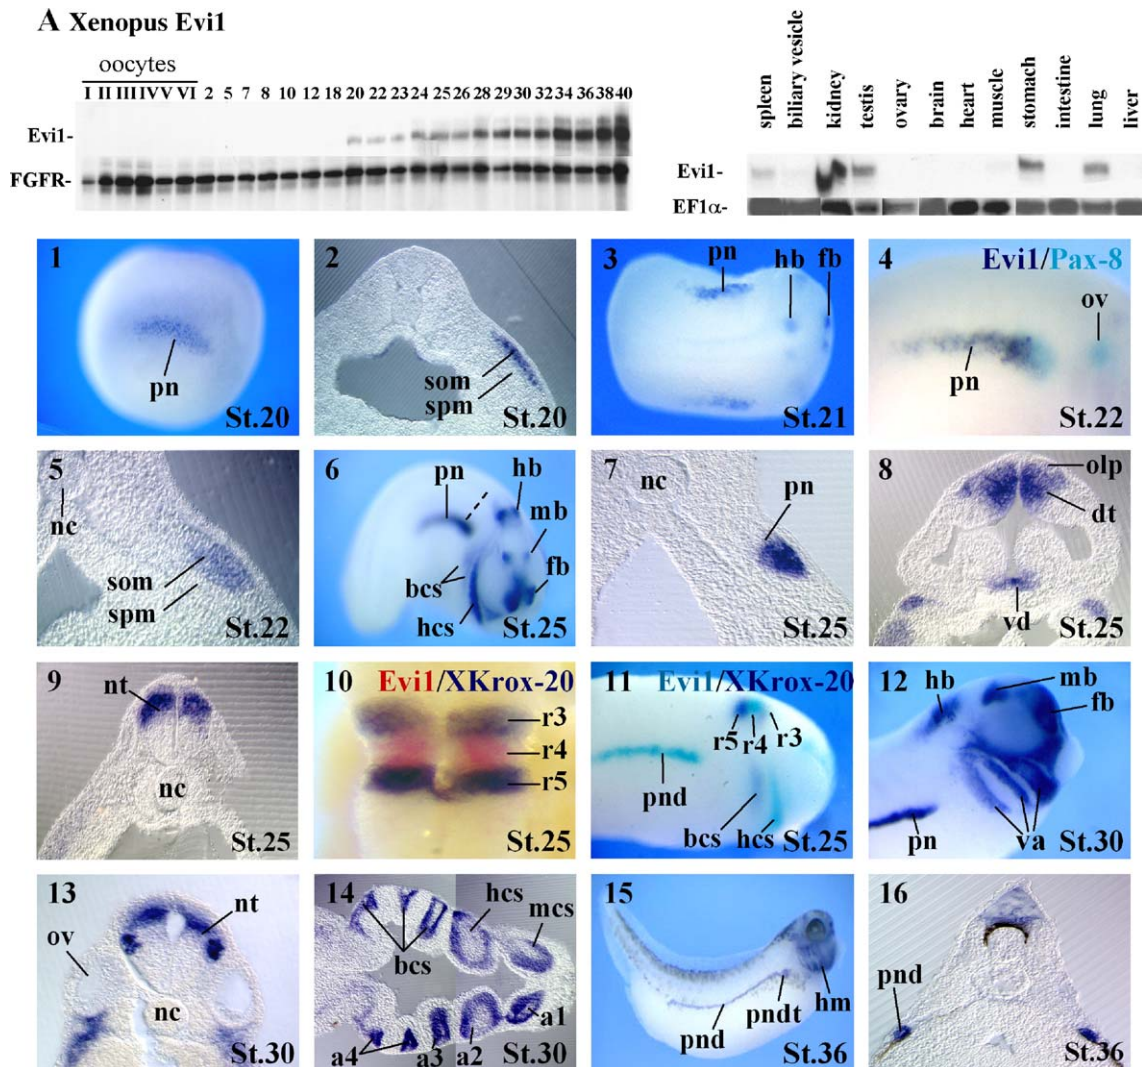 A Xenopus Evi1
oocytes
I II III IV V VI 2 5 7 8 10 12 18 20 22 23 24 25 26 28 29 30 32 34 36 38 40
Evi1-
FGFR-
spleen
biliary vesicle
kidney
testis
ovary
brain
heart
muscle
stomach
intestine
lung
liver
Evi1-
EF1α-
1
pn
St.20
2
som
spm
St.20
3
pn
hb
fb
St.21
4
Evi1/Pax-8
ov
pn
St.22
5
nc
som
spm
St.22
6
pn
hb
mb
fb
bcs
hcs
St.25
7
nc
pn
St.25
8
olp
dt
vd
St.25
9
nt
nc
St.25
10
Evi1/XKrox-20
r3
r4
r5
St.25
11
Evi1/XKrox-20
r5
r4
r3
pnd
bcs
hcs
St.25
12
hb
mb
fb
pn
va
St.30
13
nt
ov
nc
St.30
14
hcs
mcs
bcs
a1
a4
a3
a2
St.30
15
pnd
pndt
hm
St.36
16
pnd
St.36